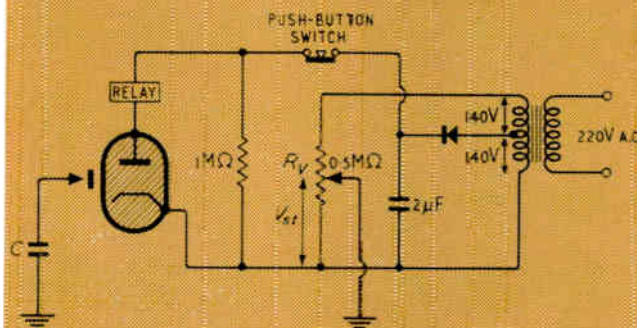 PUSH-BUTTON
SWITCH
RELAY
1MΩ
Rv
0·5MΩ
Vst
140V
140V
220V A.C
2μF
C